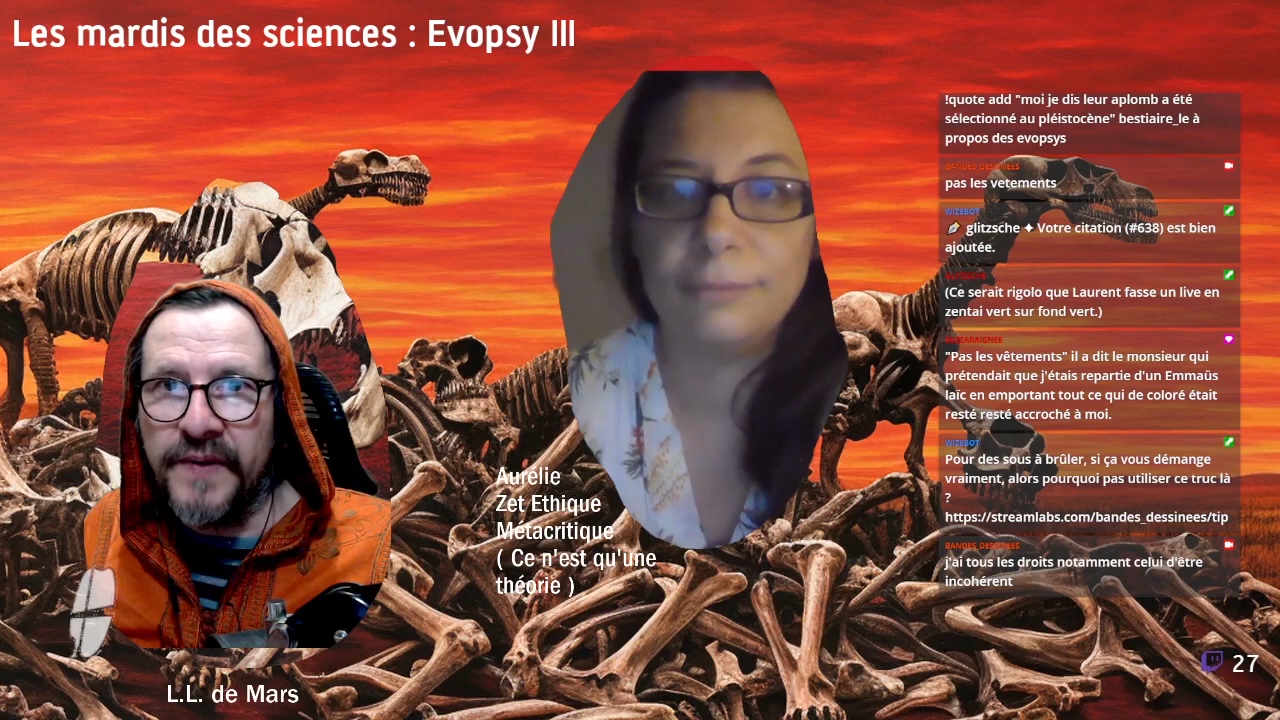 Les mardis des sciences : Evopsy III
!quote add "moi je dis leur aplomb a été
sélectionné au pléistocène" bestiaire_le à
propos des evopsys
BANDES_DESSINEES
pas les vetements
WIZEBOT
glitzsche ✦ Votre citation (#638) est bien
ajoutée.
(Ce serait rigolo que Laurent fasse un live en
zentai vert sur fond vert.)
"Pas les vêtements" il a dit le monsieur qui
prétendait que j'étais repartie d'un Emmaüs
laïc en emportant tout ce qui de coloré était
resté resté accroché à moi.
WIZEBOT
Pour des sous à brûler, si ça vous démange
vraiment, alors pourquoi pas utiliser ce truc là
?
https://streamlabs.com/bandes_dessinees/tip
BANDES_DESSINEES
j'ai tous les droits notamment celui d'être
incohérent
Aurélie
Zet Ethique
Métacritique
( Ce n'est qu'une
théorie )
27
L.L. de Mars